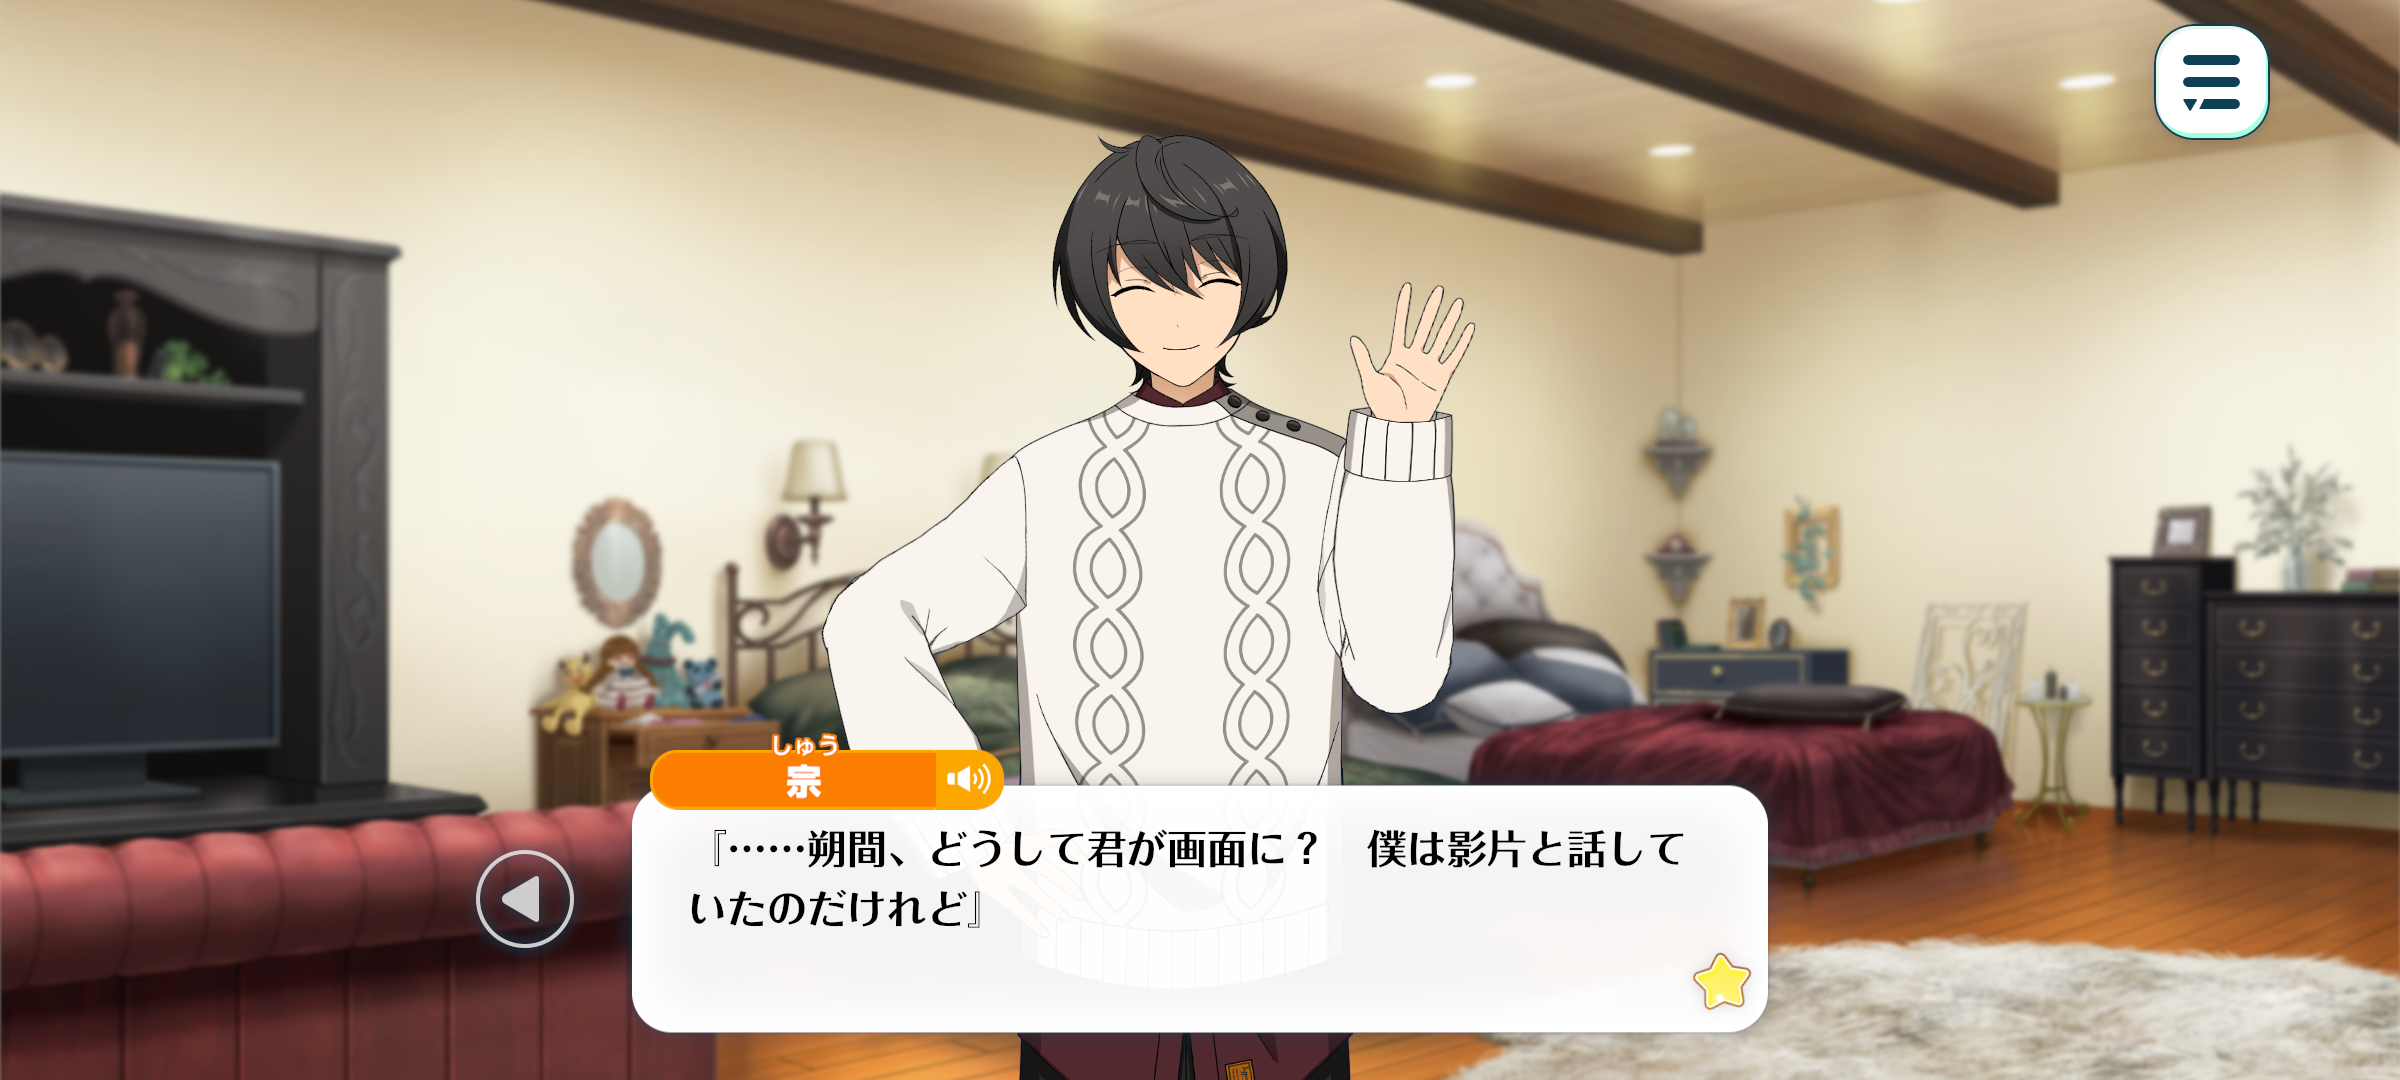 しゅう
宗
『……朔間、どうして君が画面に？　僕は影片と話して
いたのだけれど』